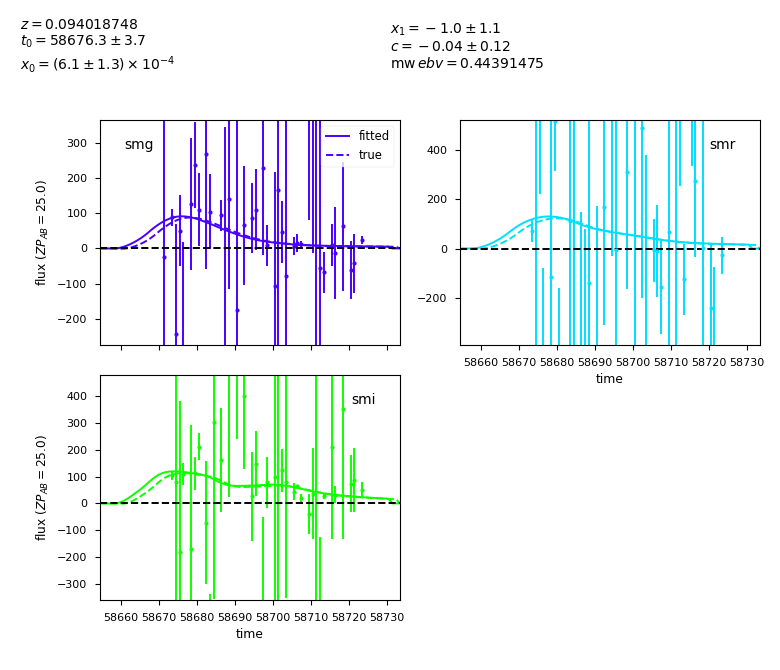 z = 0.094018748
t₀ = 58676.3 ± 3.7
x₀ = (6.1 ± 1.3) × 10⁻⁴
x₁ = −1.0 ± 1.1
c = −0.04 ± 0.12
mw ebv = 0.44391475
smg
fitted
true
300
200
100
0
−100
−200
flux (ZP_AB = 25.0)
smr
400
200
0
−200
58660 58670 58680 58690 58700 58710 58720 58730
time
smi
400
300
200
100
0
−100
−200
−300
flux (ZP_AB = 25.0)
58660 58670 58680 58690 58700 58710 58720 58730
time